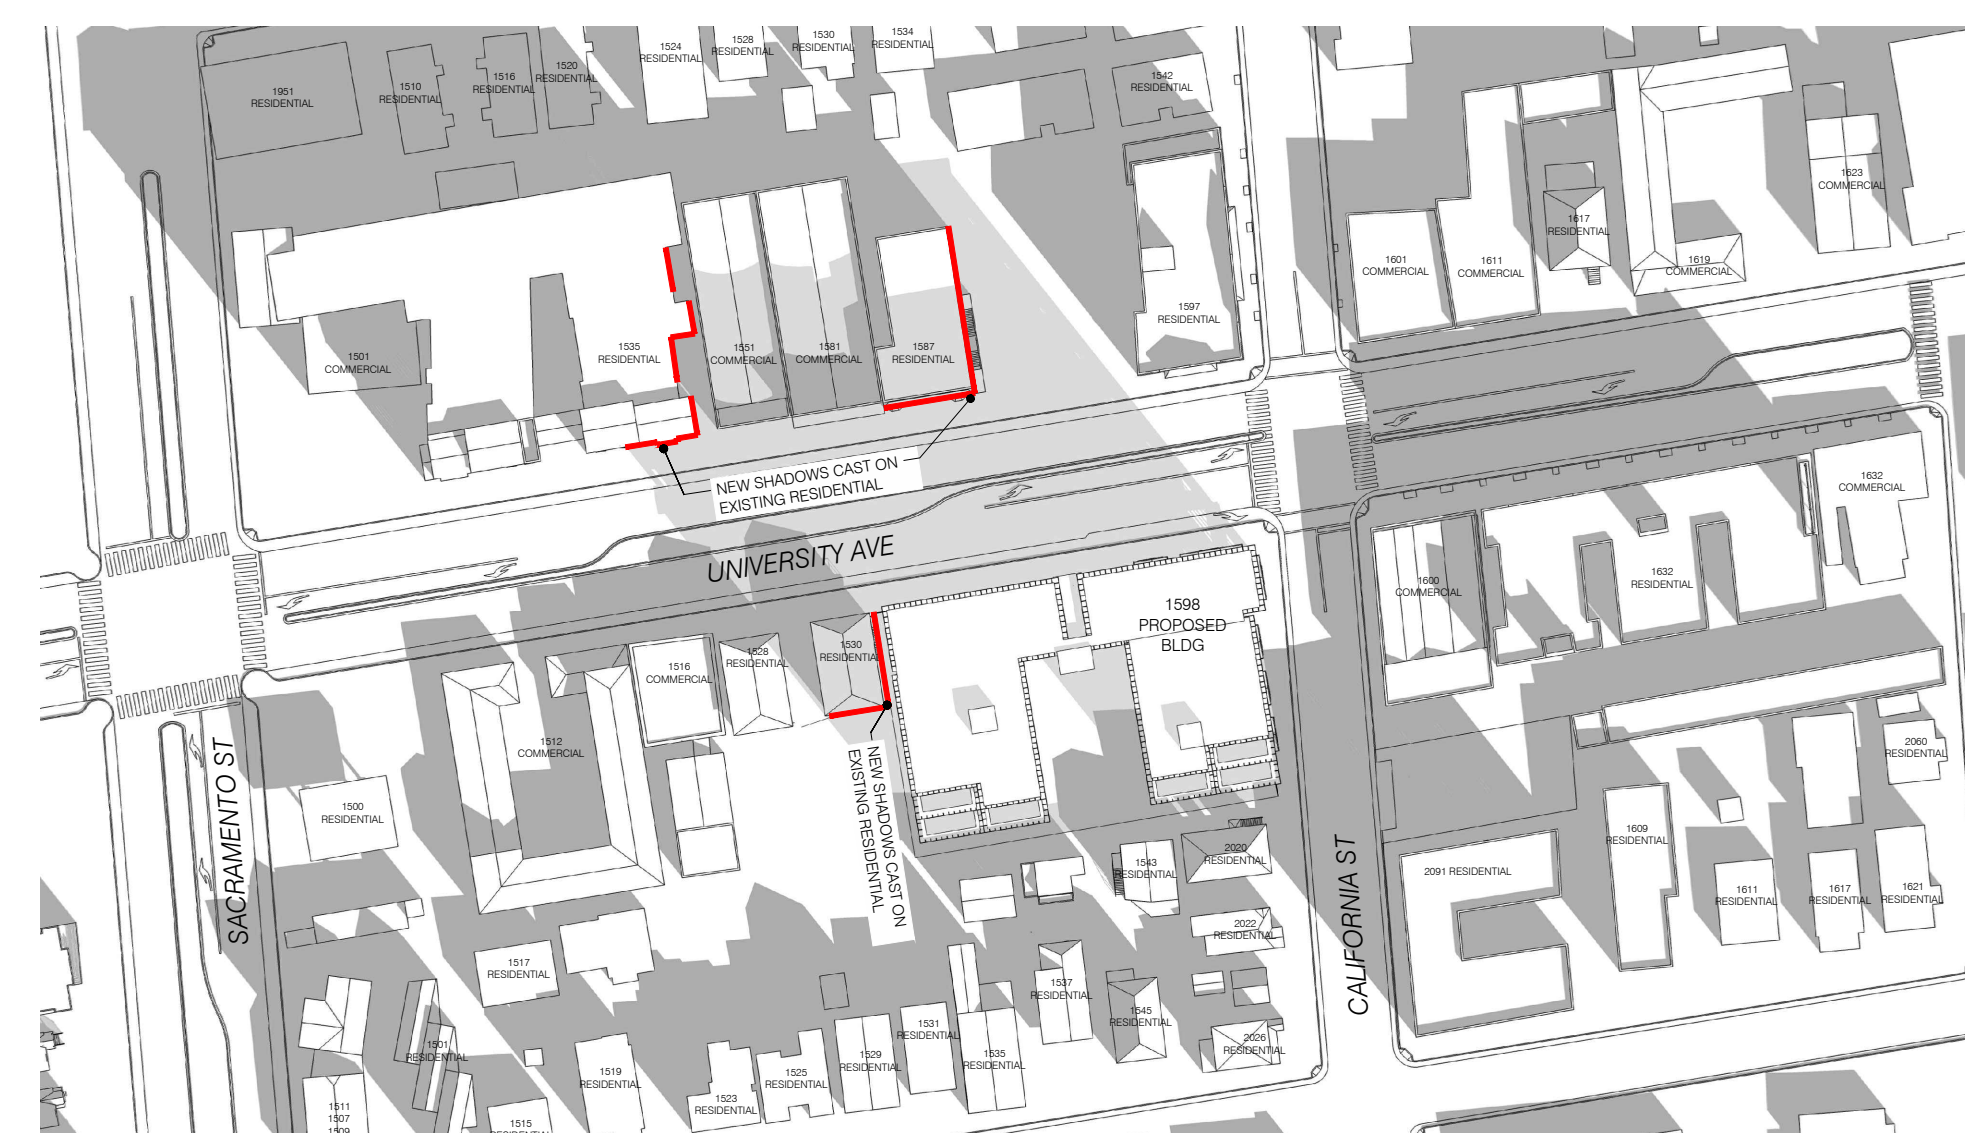 1524
RESIDENTIAL
1528
RESIDENTIAL
1530
RESIDENTIAL
1534
RESIDENTIAL
1951
RESIDENTIAL
1510
RESIDENTIAL
1516
RESIDENTIAL
1520
RESIDENTIAL
1542
RESIDENTIAL
1623
COMMERCIAL
1617
RESIDENTIAL
1601
COMMERCIAL
1611
COMMERCIAL
1619
COMMERCIAL
1597
RESIDENTIAL
1501
COMMERCIAL
1535
RESIDENTIAL
1551
COMMERCIAL
1581
COMMERCIAL
1587
RESIDENTIAL
NEW SHADOWS CAST ON
EXISTING RESIDENTIAL
UNIVERSITY AVE
1632
COMMERCIAL
1600
COMMERCIAL
1632
RESIDENTIAL
1598
PROPOSED
BLDG
1530
RESIDENTIAL
1528
RESIDENTIAL
1516
COMMERCIAL
1512
COMMERCIAL
1500
RESIDENTIAL
SACRAMENTO ST
NEW SHADOWS CAST ON
EXISTING RESIDENTIAL
2060
RESIDENTIAL
1609
RESIDENTIAL
2091 RESIDENTIAL
1611
RESIDENTIAL
1617
RESIDENTIAL
1621
RESIDENTIAL
CALIFORNIA ST
1543
RESIDENTIAL
2020
RESIDENTIAL
2022
RESIDENTIAL
2026
RESIDENTIAL
1517
RESIDENTIAL
1537
RESIDENTIAL
1545
RESIDENTIAL
1501
RESIDENTIAL
1519
RESIDENTIAL
1531
RESIDENTIAL
1529
RESIDENTIAL
1535
RESIDENTIAL
1525
RESIDENTIAL
1523
RESIDENTIAL
1511
1507
1509
1515
RESIDENTIAL